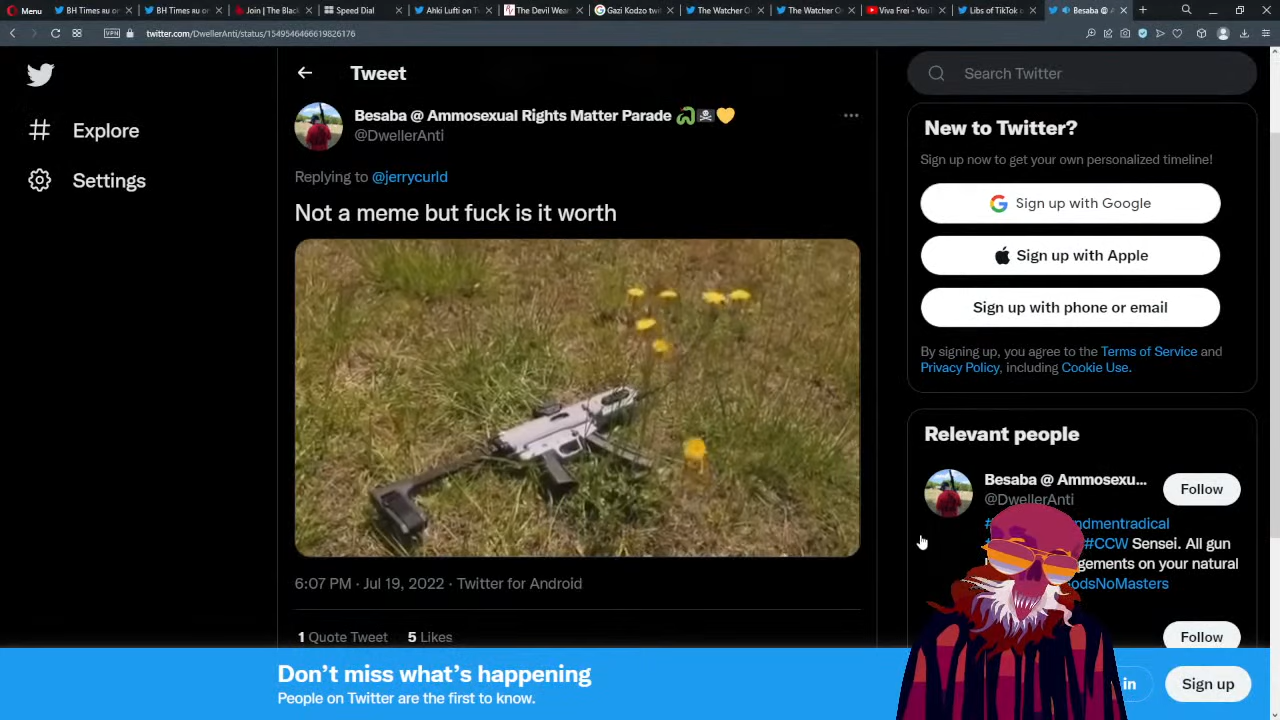 Menu
BH Times пи or
BH Times пи or
Join | The Black
Speed Dial
Ahki Lufti on Tw
The Devil Wear
Gazi Kodzo twit
The Watcher On
The Watcher On
Viva Frei - You
Libs of TikTok o
Besaba @ A
VPN
twitter.com/DwellerAnti/status/1549546466619826176
Explore
Settings
Tweet
Besaba @ Ammosexual Rights Matter Parade
@DwellerAnti
Replying to @jerrycurld
Not a meme but fuck is it worth
6:07 PM · Jul 19, 2022 · Twitter for Android
1 Quote Tweet 5 Likes
Search Twitter
New to Twitter?
Sign up now to get your own personalized timeline!
Sign up with Google
Sign up with Apple
Sign up with phone or email
By signing up, you agree to the Terms of Service and
Privacy Policy, including Cookie Use.
Relevant people
Besaba @ Ammosexu...
@DwellerAnti
Follow
#CCW Sensei. All gun
on your natural
Follow
Don't miss what's happening
People on Twitter are the first to know.
in
Sign up